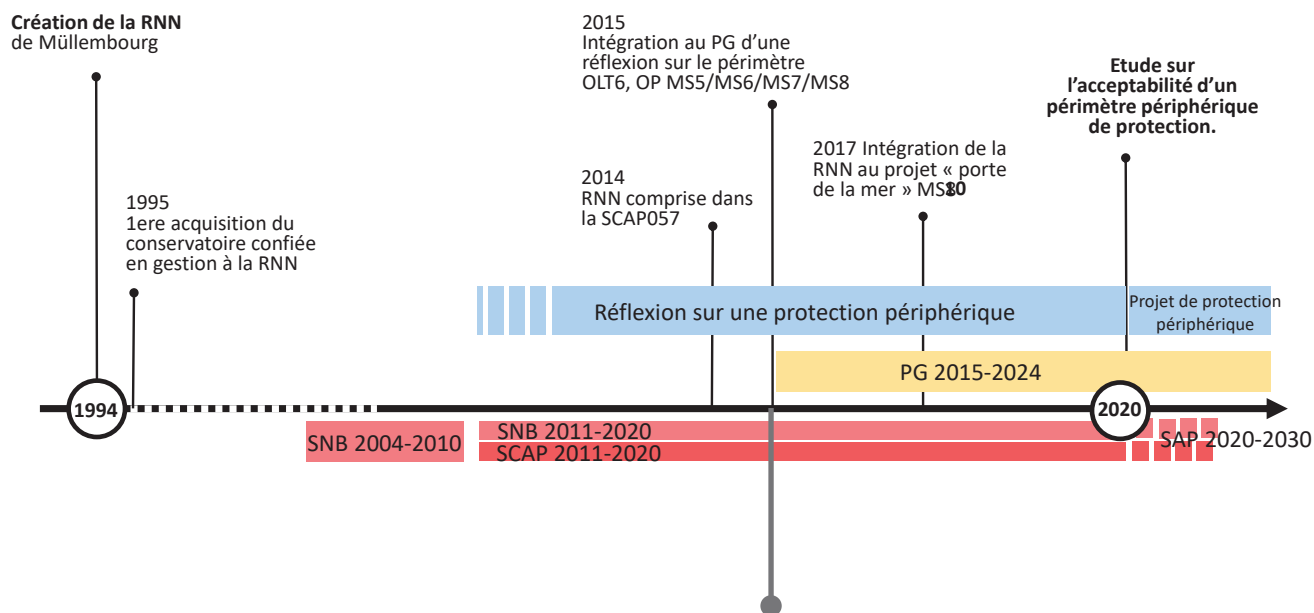 Création de la RNN
de Müllembourg
1995
1ere acquisition du
conservatoire confiée
en gestion à la RNN
2015
Intégration au PG d'une
réflexion sur le périmètre
OLT6, OP MS5/MS6/MS7/MS8
2014
RNN comprise dans
la SCAP057
2017 Intégration de la
RNN au projet « porte
de la mer »
Etude sur
l'acceptabilité d'un
périmètre périphérique
de protection.
Réflexion sur une protection périphérique
Projet de protection
périphérique
PG 2015-2024
1994
2020
SNB 2004-2010
SNB 2011-2020
SCAP 2011-2020
SAP 2020-2030